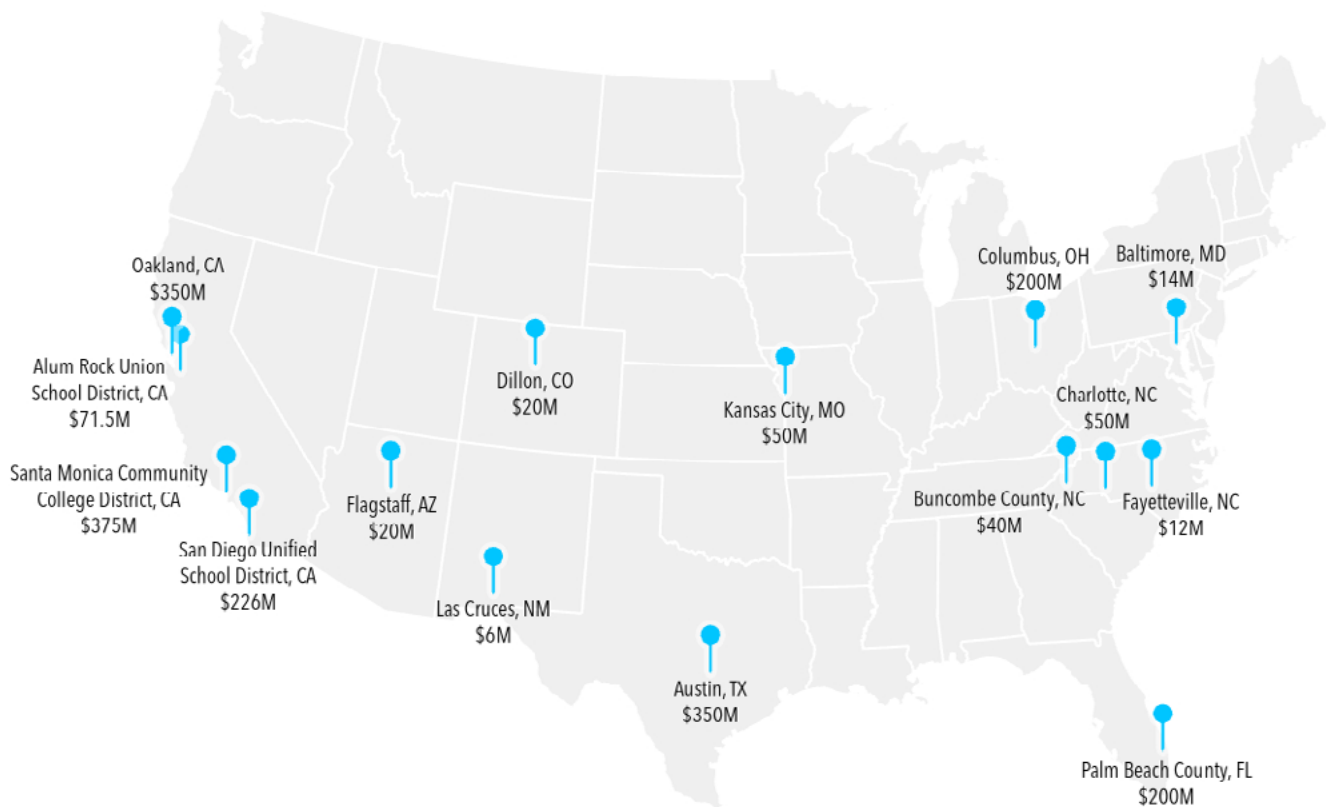 Oakland, CA
$350M
Alum Rock Union
School District, CA
$71.5M
Santa Monica Community
College District, CA
$375M
San Diego Unified
School District, CA
$226M
Flagstaff, AZ
$20M
Las Cruces, NM
$6M
Dillon, CO
$20M
Kansas City, MO
$50M
Austin, TX
$350M
Columbus, OH
$200M
Baltimore, MD
$14M
Charlotte, NC
$50M
Buncombe County, NC
$40M
Fayetteville, NC
$12M
Palm Beach County, FL
$200M